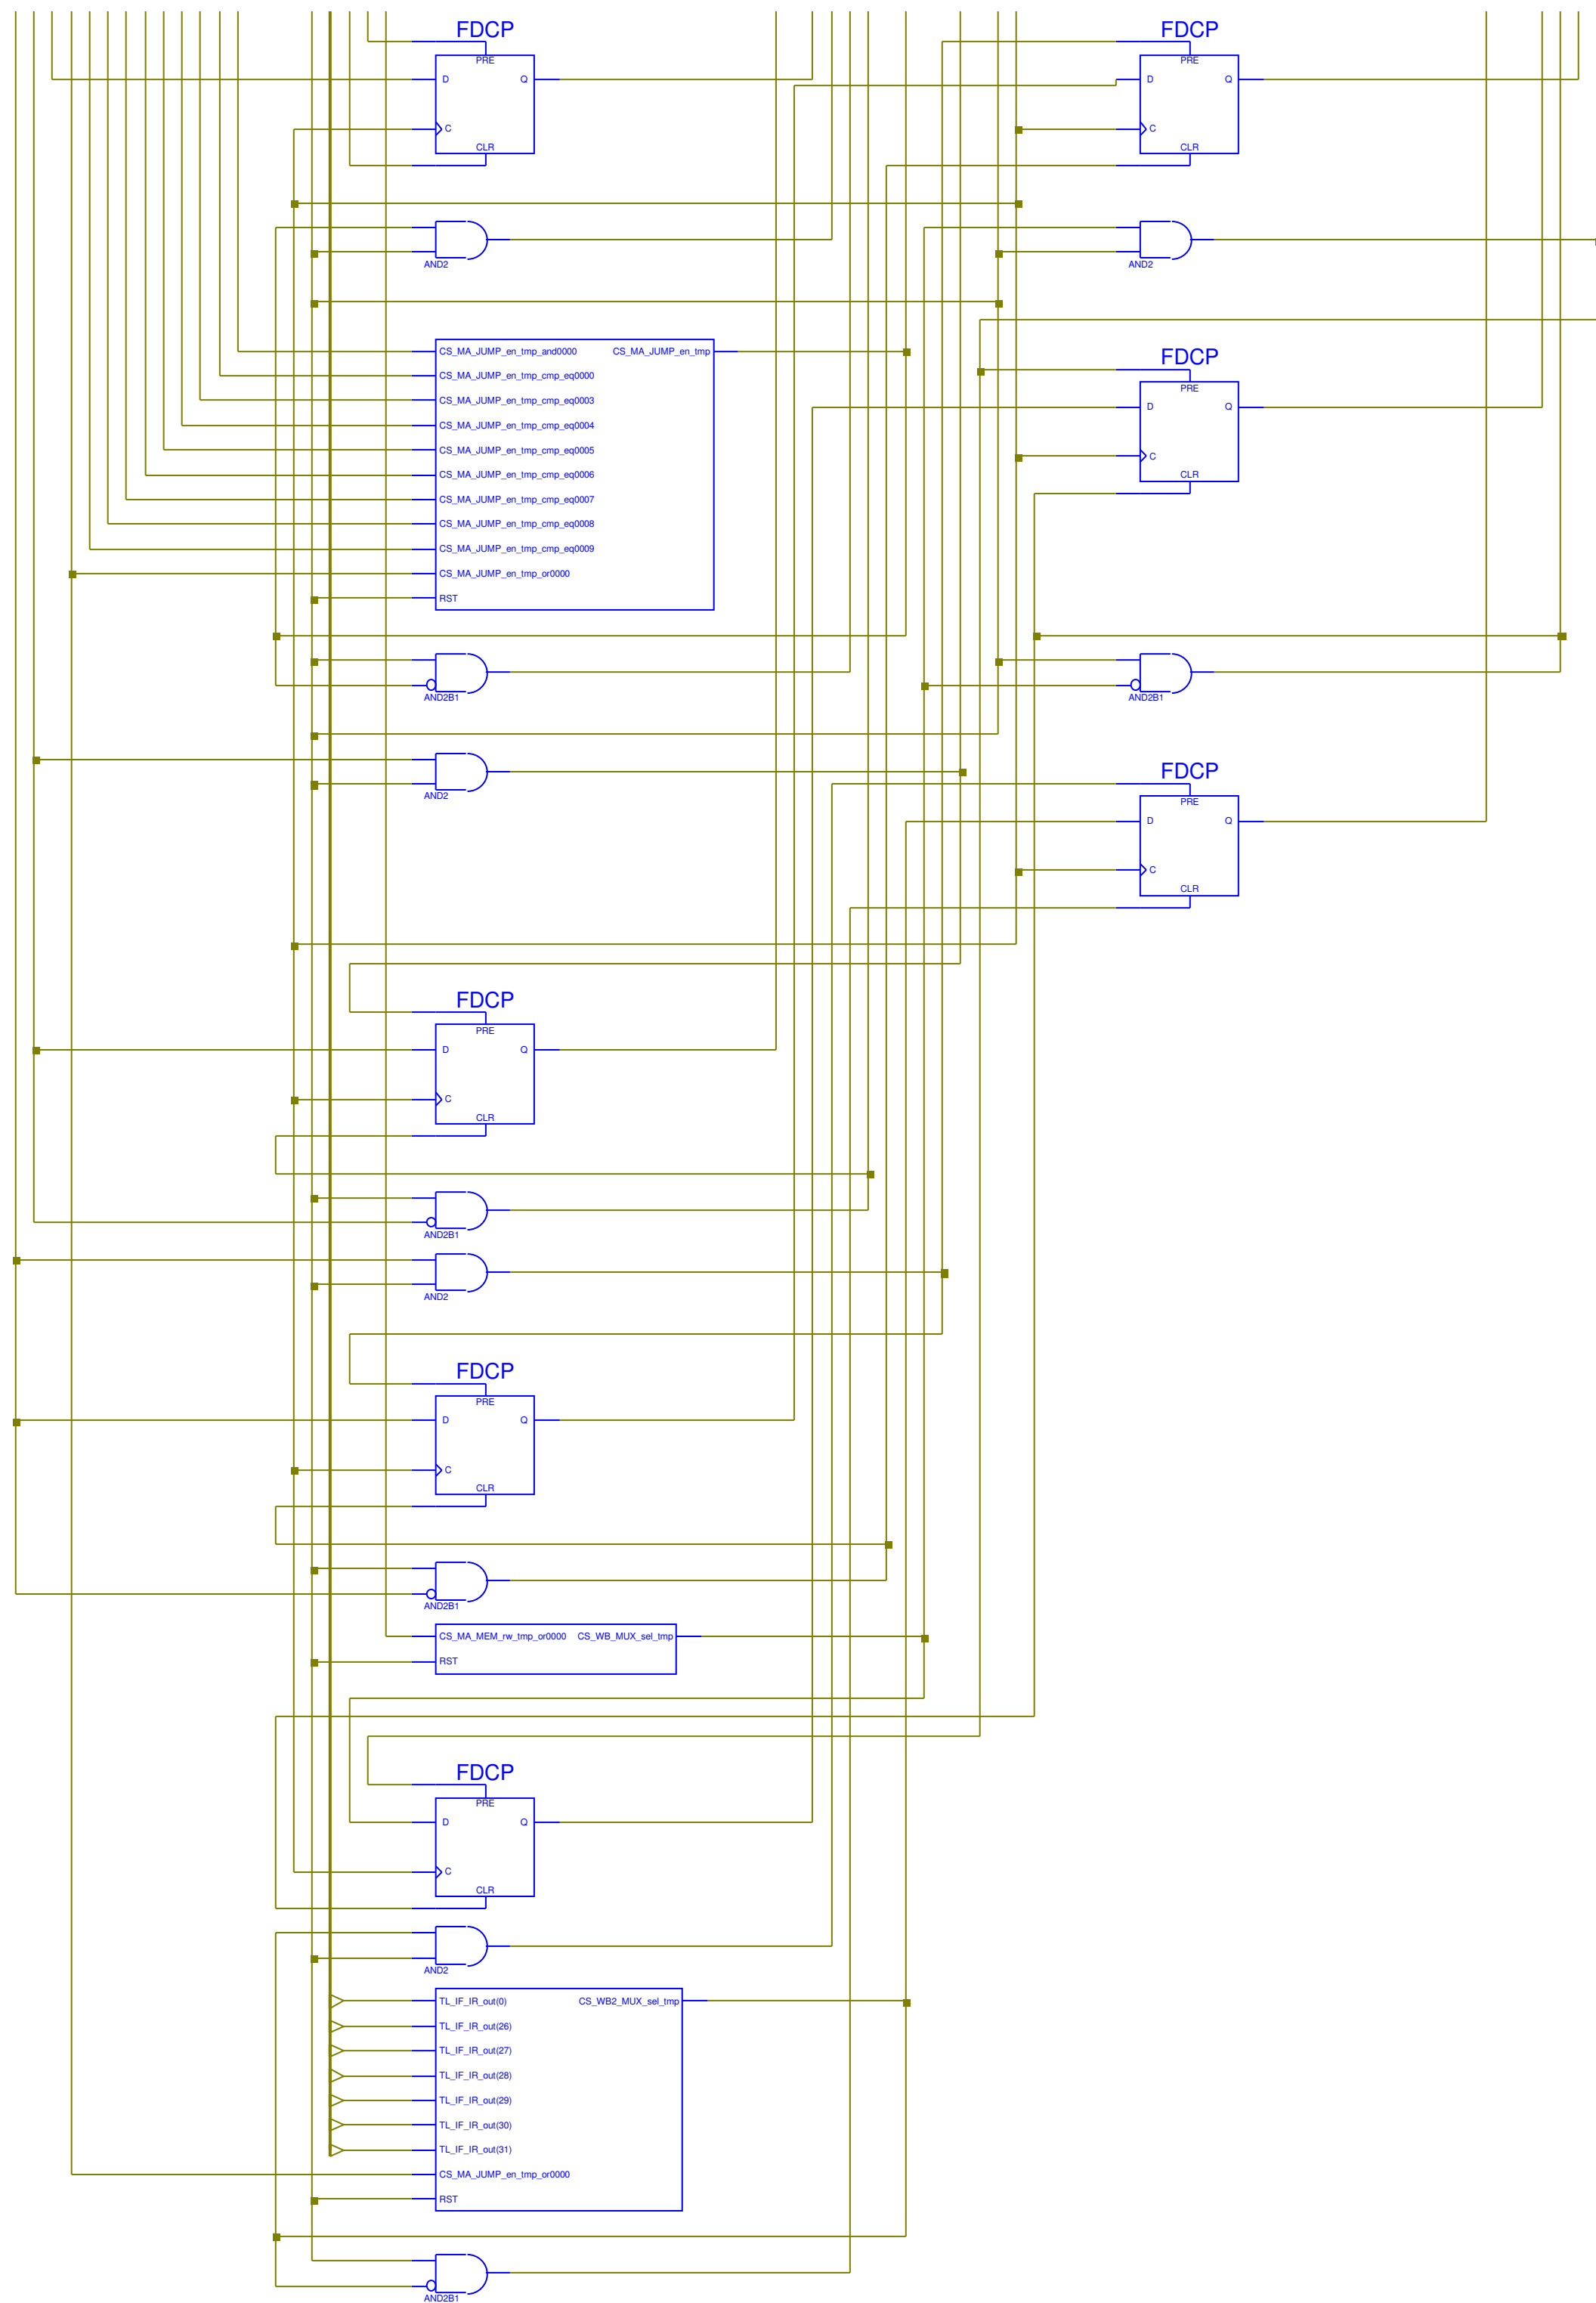 FDCP
PRE
D Q
C
CLR
FDCP
PRE
D Q
C
CLR
AND2
AND2
CS_MA_JUMP_en_tmp_and0000 CS_MA_JUMP_en_tmp
CS_MA_JUMP_en_tmp_cmp_eq0000
CS_MA_JUMP_en_tmp_cmp_eq0003
CS_MA_JUMP_en_tmp_cmp_eq0004
CS_MA_JUMP_en_tmp_cmp_eq0005
CS_MA_JUMP_en_tmp_cmp_eq0006
CS_MA_JUMP_en_tmp_cmp_eq0007
CS_MA_JUMP_en_tmp_cmp_eq0008
CS_MA_JUMP_en_tmp_cmp_eq0009
CS_MA_JUMP_en_tmp_or0000
RST
FDCP
PRE
D Q
C
CLR
AND2B1
AND2B1
AND2
FDCP
PRE
D Q
C
CLR
FDCP
PRE
D Q
C
CLR
AND2B1
AND2
FDCP
PRE
D Q
C
CLR
AND2B1
CS_MA_MEM_rw_tmp_or0000 CS_WB_MUX_sel_tmp
RST
FDCP
PRE
D Q
C
CLR
AND2
TL_IF_IR_out(0) CS_WB2_MUX_sel_tmp
TL_IF_IR_out(26)
TL_IF_IR_out(27)
TL_IF_IR_out(28)
TL_IF_IR_out(29)
TL_IF_IR_out(30)
TL_IF_IR_out(31)
CS_MA_JUMP_en_tmp_or0000
RST
AND2B1